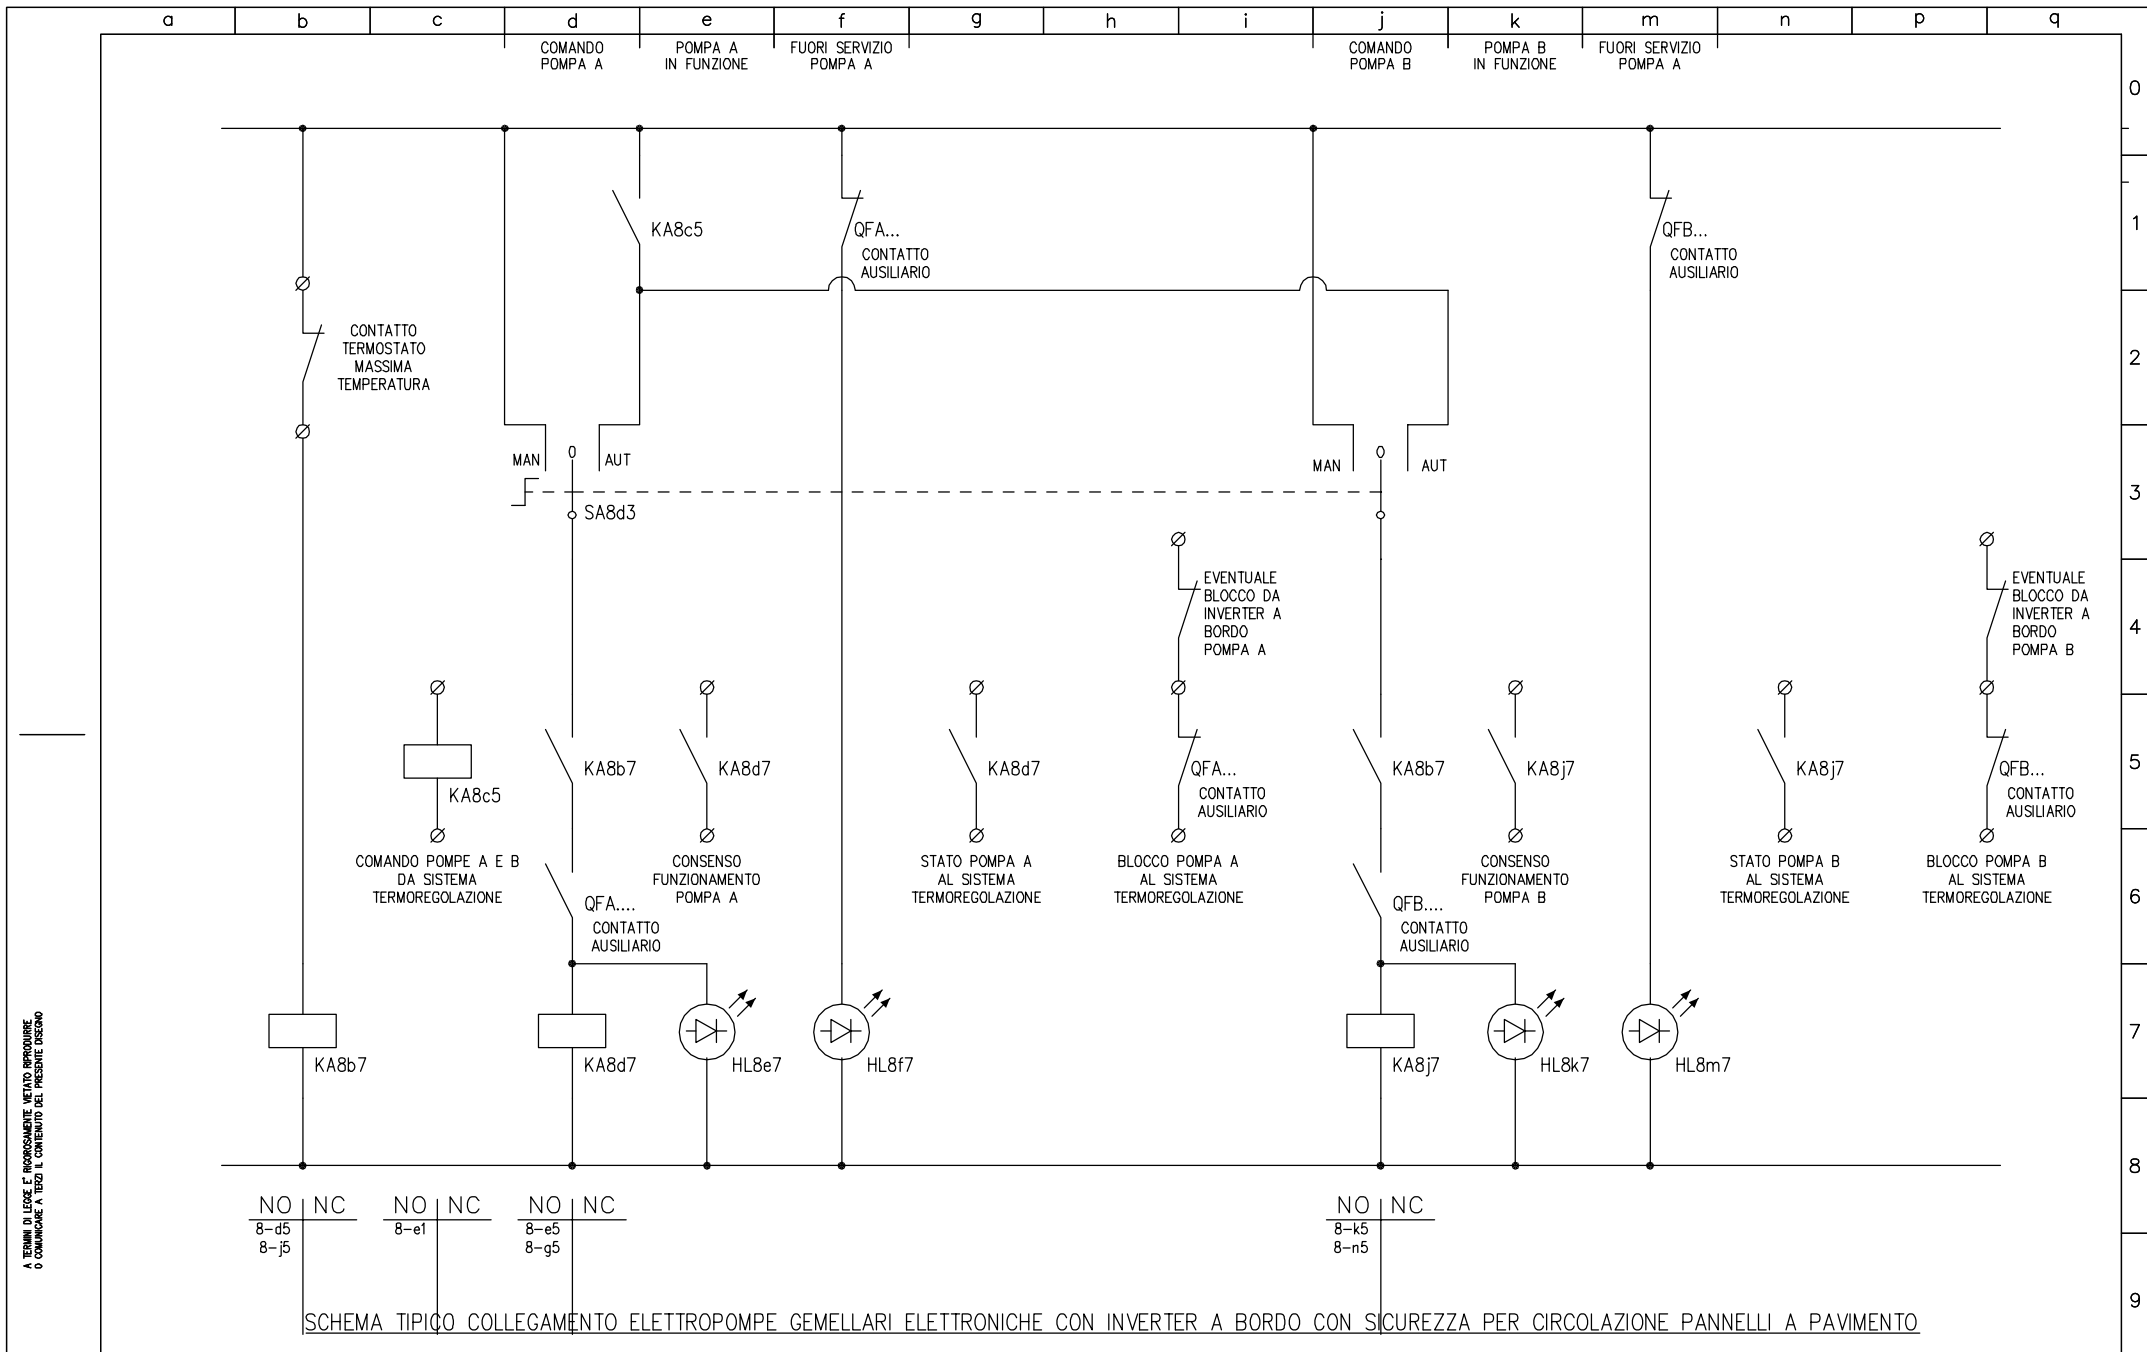 a b c d e f g h i j k m n p q
COMANDO
POMPA A
POMPA A
IN FUNZIONE
FUORI SERVIZIO
POMPA A
COMANDO
POMPA B
POMPA B
IN FUNZIONE
FUORI SERVIZIO
POMPA A
0
1
2
3
4
5
6
7
8
9
KA8c5
QFA...
CONTATTO
AUSILIARIO
QFB...
CONTATTO
AUSILIARIO
CONTATTO
TERMOSTATO
MASSIMA
TEMPERATURA
MAN 0 AUT
SA8d3
MAN 0 AUT
EVENTUALE
BLOCCO DA
INVERTER A
BORDO
POMPA A
EVENTUALE
BLOCCO DA
INVERTER A
BORDO
POMPA B
KA8c5
COMANDO POMPE A E B
DA SISTEMA
TERMOREGOLAZIONE
KA8b7
KA8d7
CONSENSO
FUNZIONAMENTO
POMPA A
KA8d7
STATO POMPA A
AL SISTEMA
TERMOREGOLAZIONE
QFA...
CONTATTO
AUSILIARIO
BLOCCO POMPA A
AL SISTEMA
TERMOREGOLAZIONE
KA8b7
KA8j7
CONSENSO
FUNZIONAMENTO
POMPA B
KA8j7
STATO POMPA B
AL SISTEMA
TERMOREGOLAZIONE
QFB...
CONTATTO
AUSILIARIO
BLOCCO POMPA B
AL SISTEMA
TERMOREGOLAZIONE
QFA....
CONTATTO
AUSILIARIO
QFB....
CONTATTO
AUSILIARIO
KA8b7
KA8d7
HL8e7
HL8f7
KA8j7
HL8k7
HL8m7
NO NC
8-d5
8-j5
NO NC
8-e1
NO NC
8-e5
8-g5
NO NC
8-k5
8-n5
SCHEMA TIPICO COLLEGAMENTO ELETTROPOMPE GEMELLARI ELETTRONICHE CON INVERTER A BORDO CON SICUREZZA PER CIRCOLAZIONE PANNELLI A PAVIMENTO
A TERMINI DI LEGGE E' RIGOROSAMENTE VIETATO RIPRODURRE
O COMUNICARE A TERZI IL CONTENUTO DEL PRESENTE DISEGNO